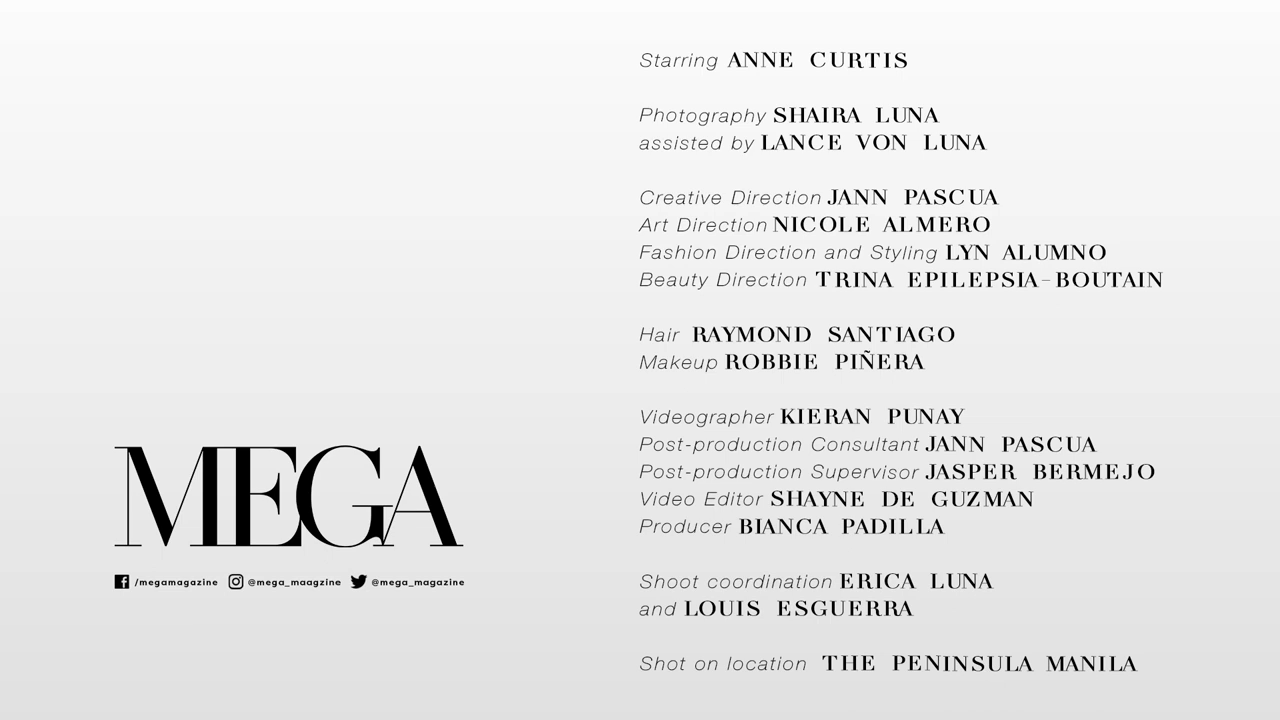 Starring ANNE CURTIS
Photography SHAIRA LUNA
assisted by LANCE VON LUNA
Creative Direction JANN PASCUA
Art Direction NICOLE ALMERO
Fashion Direction and Styling LYN ALUMNO
Beauty Direction TRINA EPILEPSIA-BOUTAIN
Hair RAYMOND SANTIAGO
Makeup ROBBIE PIÑERA
Videographer KIERAN PUNAY
Post-production Consultant JANN PASCUA
Post-production Supervisor JASPER BERMEJO
Video Editor SHAYNE DE GUZMAN
Producer BIANCA PADILLA
Shoot coordination ERICA LUNA
and LOUIS ESGUERRA
Shot on location THE PENINSULA MANILA
MEGA
/megamagazine @mega_maagzine @mega_magazine